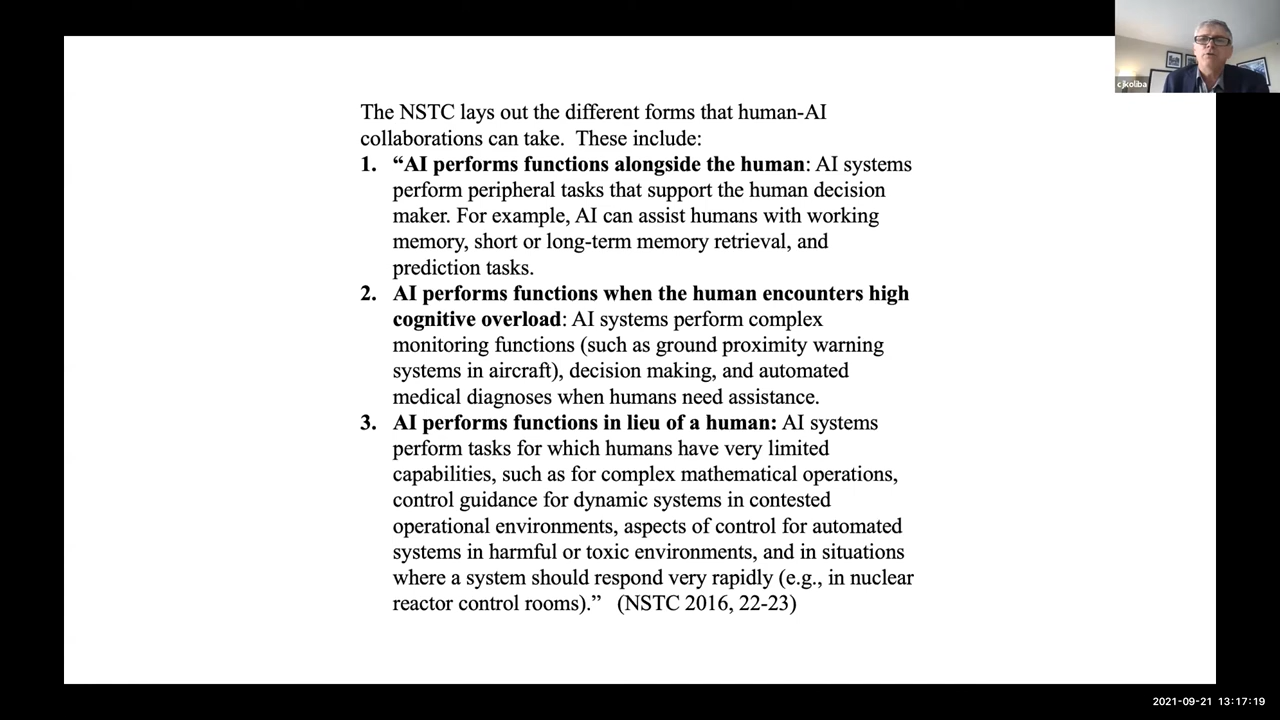 cjkoliba
The NSTC lays out the different forms that human-AI
collaborations can take.  These include:
1. “AI performs functions alongside the human: AI systems
perform peripheral tasks that support the human decision
maker. For example, AI can assist humans with working
memory, short or long-term memory retrieval, and
prediction tasks.
2. AI performs functions when the human encounters high
cognitive overload: AI systems perform complex
monitoring functions (such as ground proximity warning
systems in aircraft), decision making, and automated
medical diagnoses when humans need assistance.
3. AI performs functions in lieu of a human: AI systems
perform tasks for which humans have very limited
capabilities, such as for complex mathematical operations,
control guidance for dynamic systems in contested
operational environments, aspects of control for automated
systems in harmful or toxic environments, and in situations
where a system should respond very rapidly (e.g., in nuclear
reactor control rooms).”   (NSTC 2016, 22-23)
2021-09-21 13:17:19